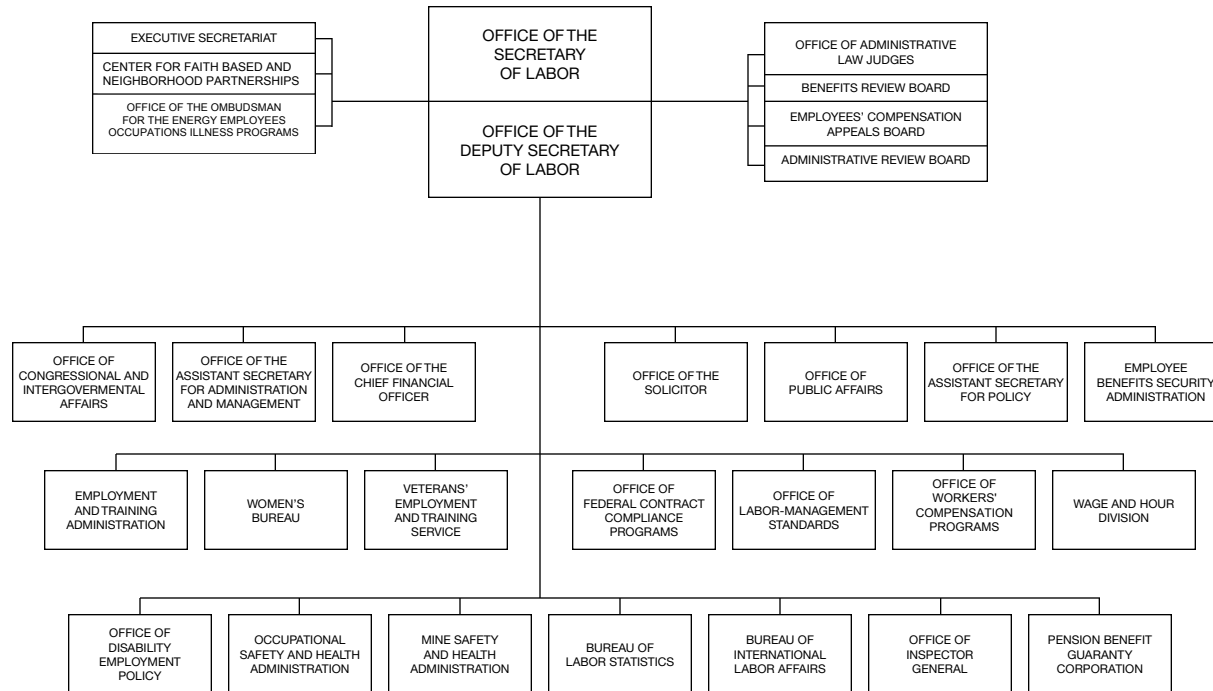 EXECUTIVE SECRETARIAT
CENTER FOR FAITH BASED AND
NEIGHBORHOOD PARTNERSHIPS
OFFICE OF THE OMBUDSMAN
FOR THE ENERGY EMPLOYEES
OCCUPATIONS ILLNESS PROGRAMS
OFFICE OF THE
SECRETARY
OF LABOR
OFFICE OF THE
DEPUTY SECRETARY
OF LABOR
OFFICE OF ADMINISTRATIVE
LAW JUDGES
BENEFITS REVIEW BOARD
EMPLOYEES' COMPENSATION
APPEALS BOARD
ADMINISTRATIVE REVIEW BOARD
OFFICE OF
CONGRESSIONAL AND
INTERGOVERMENTAL
AFFAIRS
OFFICE OF THE
ASSISTANT SECRETARY
FOR ADMINISTRATION
AND MANAGEMENT
OFFICE OF THE
CHIEF FINANCIAL
OFFICER
OFFICE OF THE
SOLICITOR
OFFICE OF
PUBLIC AFFAIRS
OFFICE OF THE
ASSISTANT SECRETARY
FOR POLICY
EMPLOYEE
BENEFITS SECURITY
ADMINISTRATION
EMPLOYMENT
AND TRAINING
ADMINISTRATION
WOMEN'S
BUREAU
VETERANS'
EMPLOYMENT
AND TRAINING
SERVICE
OFFICE OF
FEDERAL CONTRACT
COMPLIANCE
PROGRAMS
OFFICE OF
LABOR-MANAGEMENT
STANDARDS
OFFICE OF
WORKERS'
COMPENSATION
PROGRAMS
WAGE AND HOUR
DIVISION
OFFICE OF
DISABILITY
EMPLOYMENT
POLICY
OCCUPATIONAL
SAFETY AND HEALTH
ADMINISTRATION
MINE SAFETY
AND HEALTH
ADMINISTRATION
BUREAU OF
LABOR STATISTICS
BUREAU OF
INTERNATIONAL
LABOR AFFAIRS
OFFICE OF
INSPECTOR
GENERAL
PENSION BENEFIT
GUARANTY
CORPORATION